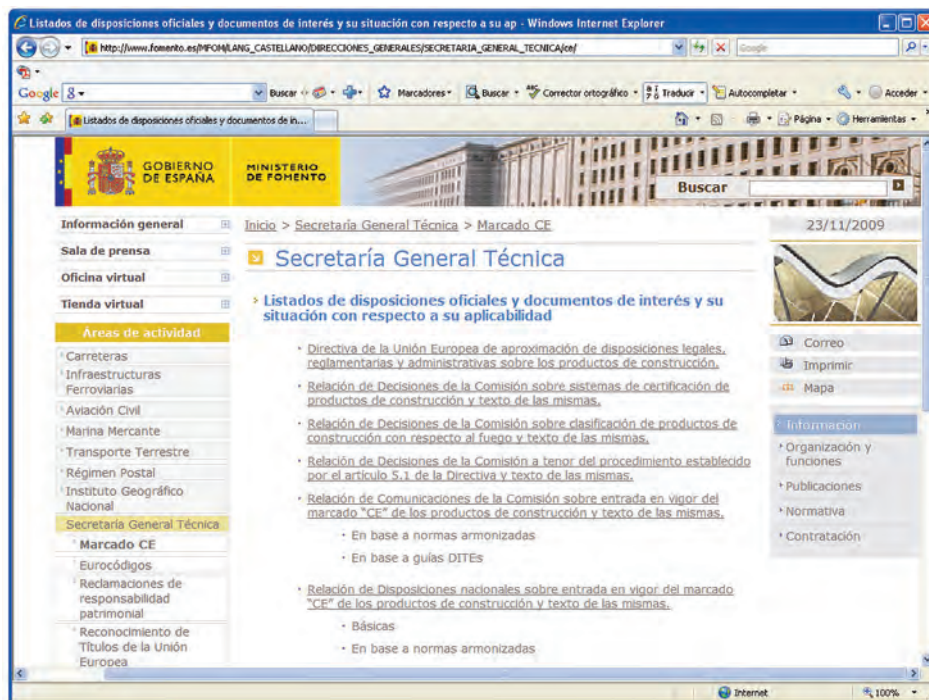 Listados de disposiciones oficiales y documentos de interés y su situación con respecto a su ap - Windows Internet Explorer
http://www.fomento.es/MFOM/LANG_CASTELLANO/DIRECCIONES_GENERALES/SECRETARIA_GENERAL_TECNICA/ce/
Google
Google
Buscar
Marcadores
Buscar
Corrector ortográfico
Traducir
Autocompletar
Acceder
Listados de disposiciones oficiales y documentos de in...
Página
Herramientas
GOBIERNO
DE ESPAÑA
MINISTERIO
DE FOMENTO
Buscar
Información general
Sala de prensa
Oficina virtual
Tienda virtual
Áreas de actividad
Carreteras
Infraestructuras
Ferroviarias
Aviación Civil
Marina Mercante
Transporte Terrestre
Régimen Postal
Instituto Geográfico
Nacional
Secretaría General Técnica
Marcado CE
Eurocódigos
Reclamaciones de
responsabilidad
patrimonial
Reconocimiento de
Títulos de la Unión
Europea
Inicio > Secretaría General Técnica > Marcado CE
Secretaría General Técnica
Listados de disposiciones oficiales y documentos de interés y su
situación con respecto a su aplicabilidad
Directiva de la Unión Europea de aproximación de disposiciones legales,
reglamentarias y administrativas sobre los productos de construcción.
Relación de Decisiones de la Comisión sobre sistemas de certificación de
productos de construcción y texto de las mismas.
Relación de Decisiones de la Comisión sobre clasificación de productos de
construcción con respecto al fuego y texto de las mismas.
Relación de Decisiones de la Comisión a tenor del procedimiento establecido
por el artículo 5.1 de la Directiva y texto de las mismas.
Relación de Comunicaciones de la Comisión sobre entrada en vigor del
marcado "CE" de los productos de construcción y texto de las mismas.
En base a normas armonizadas
En base a guías DITEs
Relación de Disposiciones nacionales sobre entrada en vigor del marcado
"CE" de los productos de construcción y texto de las mismas.
Básicas
En base a normas armonizadas
23/11/2009
Correo
Imprimir
Mapa
Información
Organización y
funciones
Publicaciones
Normativa
Contratación
Internet
100%